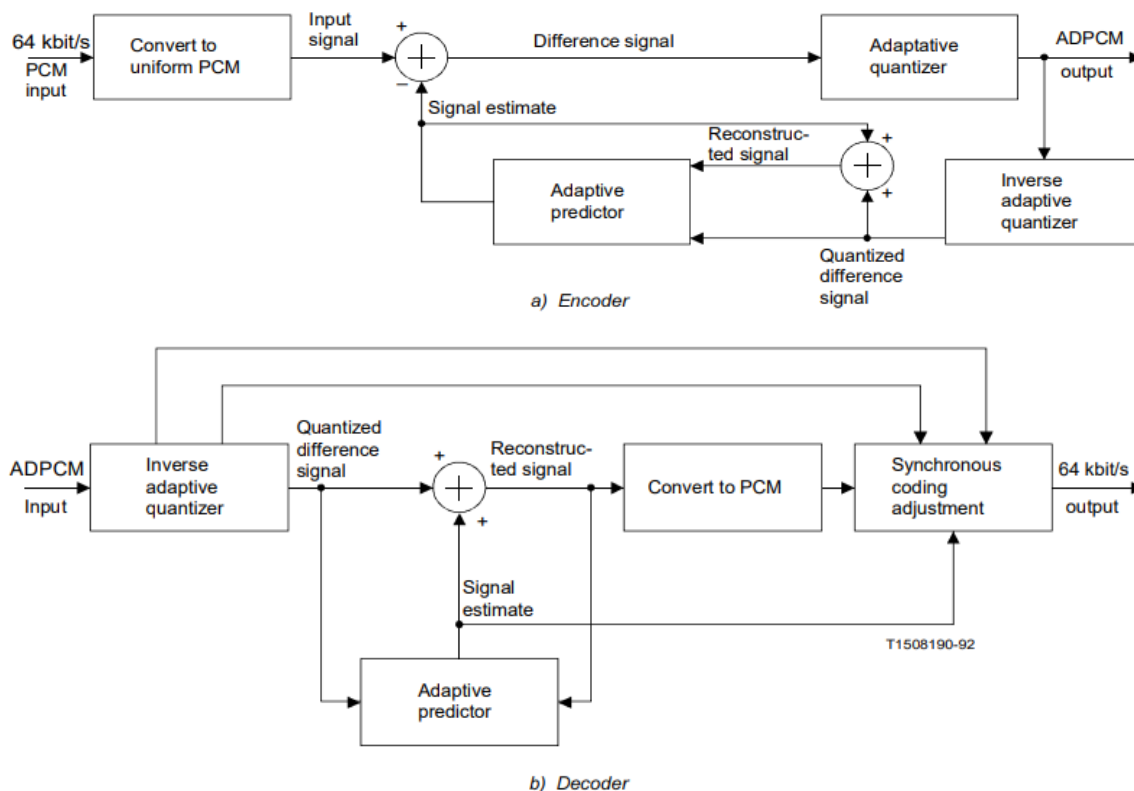 64 kbit/s
PCM
input
Convert to
uniform PCM
Input
signal
+
−
Difference signal
Adaptative
quantizer
ADPCM
output
Signal estimate
Reconstruc-
ted signal
+
+
Adaptive
predictor
Inverse
adaptive
quantizer
Quantized
difference
signal
a) Encoder
ADPCM
Input
Inverse
adaptive
quantizer
Quantized
difference
signal
+
+
Reconstruc-
ted signal
Convert to PCM
Synchronous
coding
adjustment
64 kbit/s
output
Signal
estimate
T1508190-92
Adaptive
predictor
b) Decoder